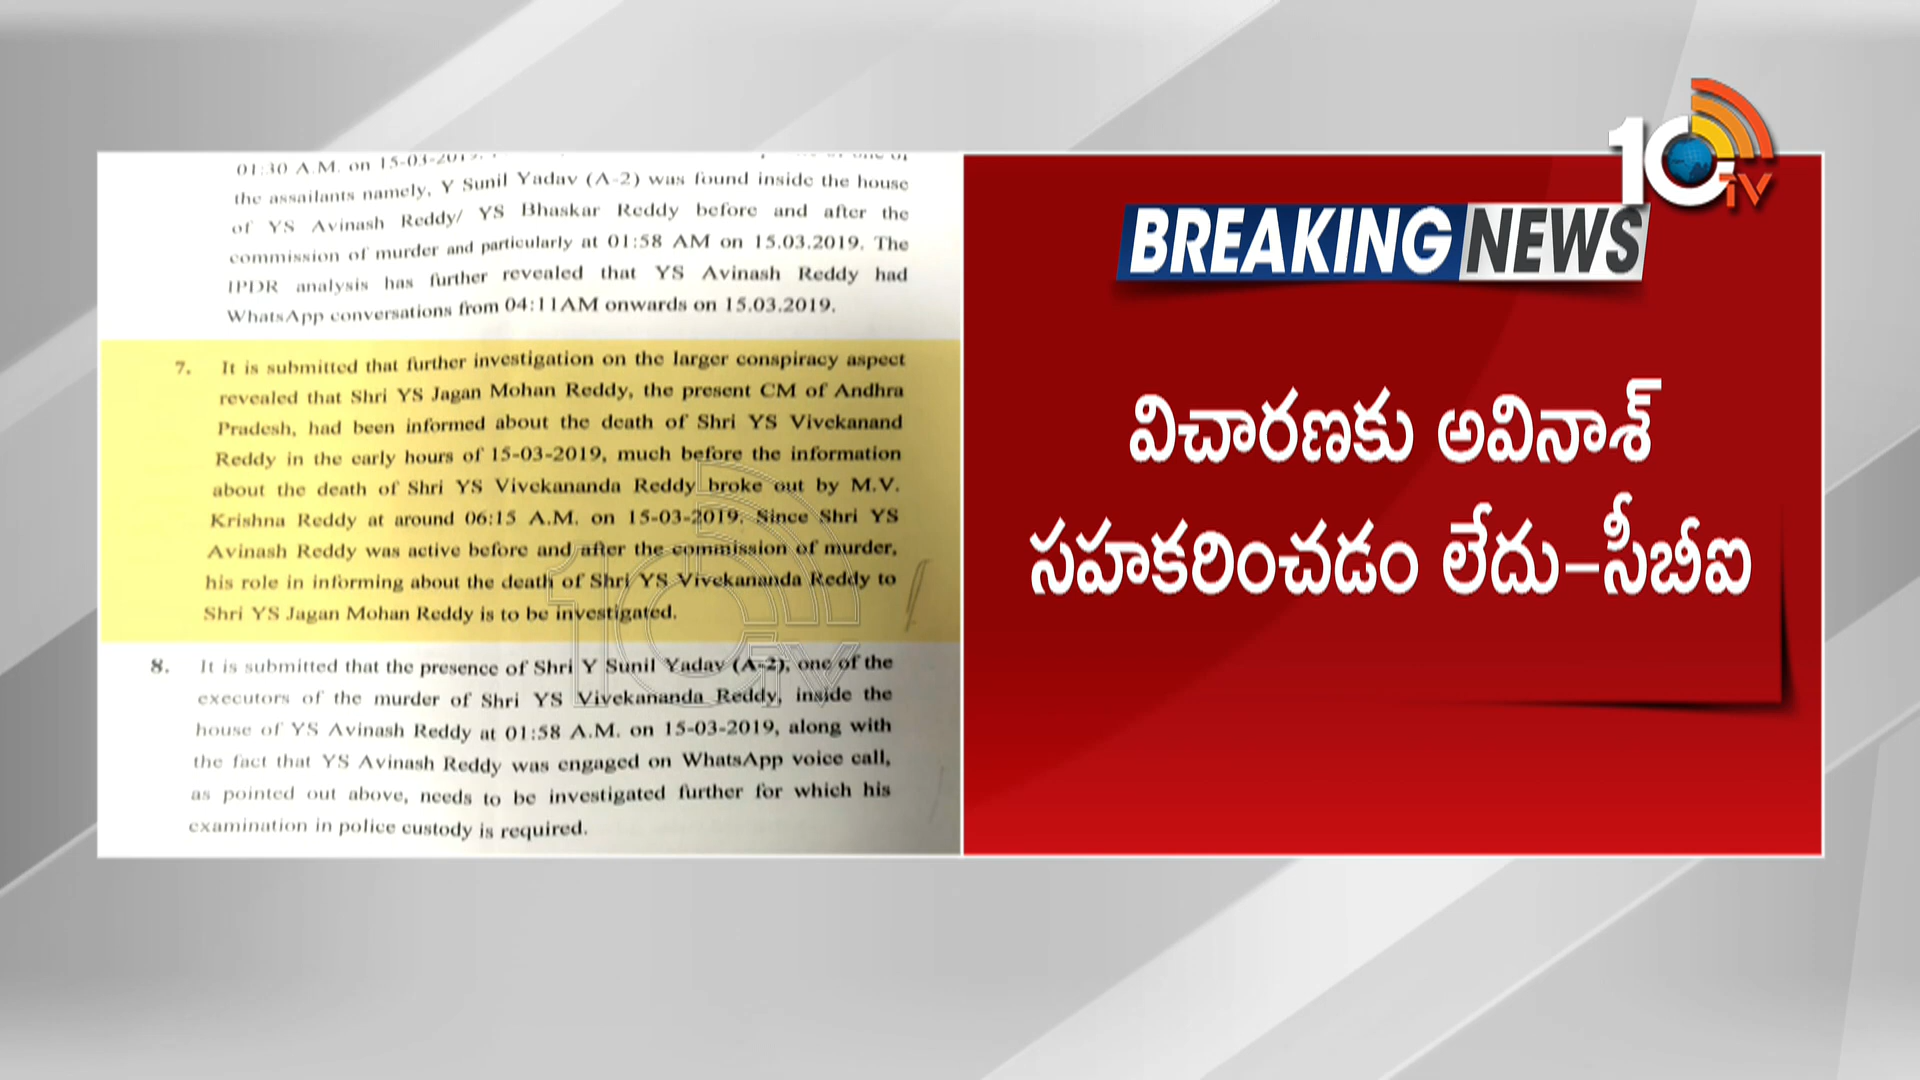 01:30 A.M. on 15-03-2019.
the assailants namely, Y Sunil Yadav (A-2) was found inside the house
of YS Avinash Reddy/ YS Bhaskar Reddy before and after the
commission of murder and particularly at 01:58 AM on 15.03.2019. The
IPDR analysis has further revealed that YS Avinash Reddy had
WhatsApp conversations from 04:11AM onwards on 15.03.2019.
7. It is submitted that further investigation on the larger conspiracy aspect
revealed that Shri YS Jagan Mohan Reddy, the present CM of Andhra
Pradesh, had been informed about the death of Shri YS Vivekanand
Reddy in the early hours of 15-03-2019, much before the information
about the death of Shri YS Vivekananda Reddy broke out by M.V.
Krishna Reddy at around 06:15 A.M. on 15-03-2019. Since Shri YS
Avinash Reddy was active before and after the commission of murder,
his role in informing about the death of Shri YS Vivekananda Reddy to
Shri YS Jagan Mohan Reddy is to be investigated.
8. It is submitted that the presence of Shri Y Sunil Yadav (A-2), one of the
executors of the murder of Shri YS Vivekananda Reddy, inside the
house of YS Avinash Reddy at 01:58 A.M. on 15-03-2019, along with
the fact that YS Avinash Reddy was engaged on WhatsApp voice call,
as pointed out above, needs to be investigated further for which his
examination in police custody is required.
10TV
BREAKING NEWS
విచారణకు అవినాశ్
సహకరించడం లేదు-సీబీఐ
10TV